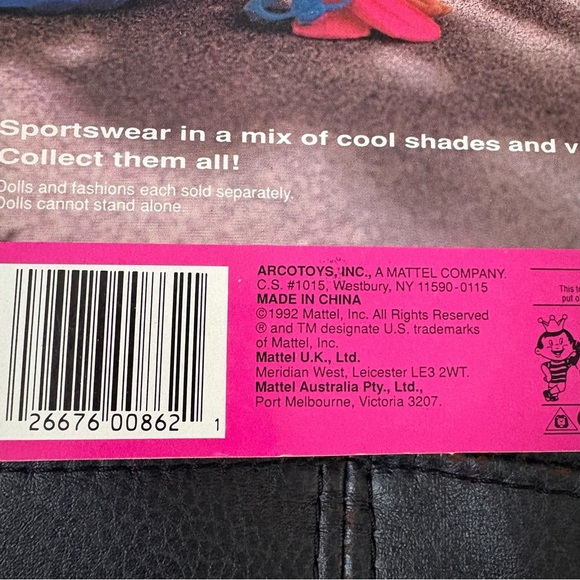 Sportswear in a mix of cool shades and v
Collect them all!
Dolls and fashions each sold separately.
Dolls cannot stand alone.
ARCOTOYS, INC., A MATTEL COMPANY.
C.S. #1015, Westbury, NY 11590-0115
MADE IN CHINA
©1992 Mattel, Inc. All Rights Reserved
® and TM designate U.S. trademarks
of Mattel, Inc.
Mattel U.K., Ltd.
Meridian West, Leicester LE3 2WT.
Mattel Australia Pty., Ltd.,
Port Melbourne, Victoria 3207.
26676 00862 1
This to
put o